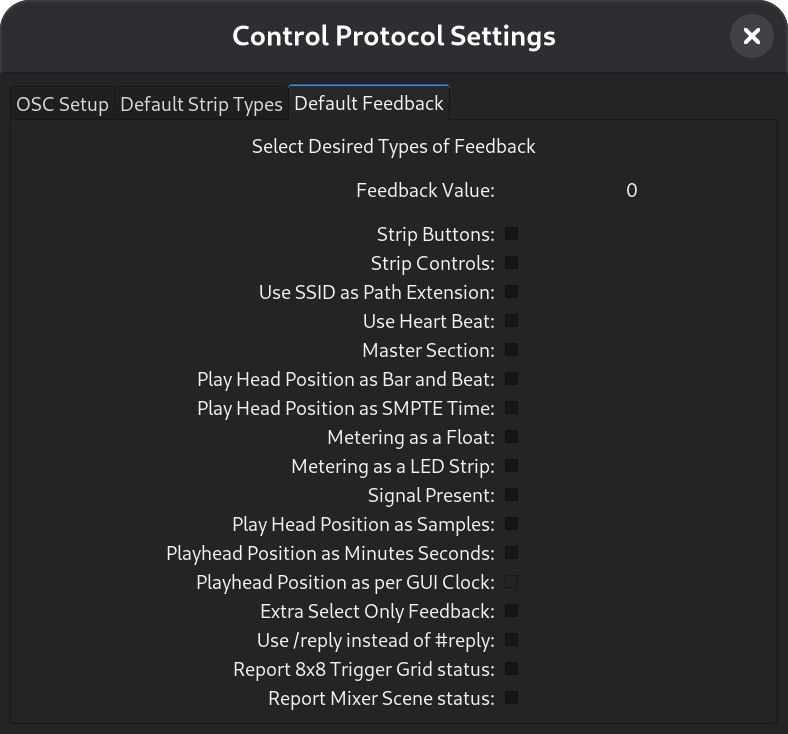 Control Protocol Settings
OSC Setup Default Strip Types Default Feedback
Select Desired Types of Feedback
Feedback Value: 0
Strip Buttons:
Strip Controls:
Use SSID as Path Extension:
Use Heart Beat:
Master Section:
Play Head Position as Bar and Beat:
Play Head Position as SMPTE Time:
Metering as a Float:
Metering as a LED Strip:
Signal Present:
Play Head Position as Samples:
Playhead Position as Minutes Seconds:
Playhead Position as per GUI Clock:
Extra Select Only Feedback:
Use /reply instead of #reply:
Report 8x8 Trigger Grid status:
Report Mixer Scene status: